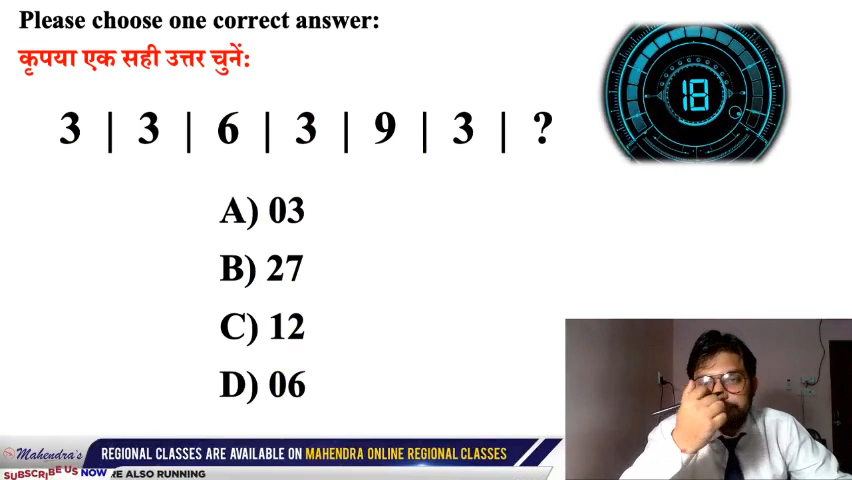 Please choose one correct answer:
कृपया एक सही उत्तर चुनें:
18
3 | 3 | 6 | 3 | 9 | 3 | ?
A) 03
B) 27
C) 12
D) 06
Mahendra's
REGIONAL CLASSES ARE AVAILABLE ON MAHENDRA ONLINE REGIONAL CLASSES
SUBSCRIBE US NOW
RE ALSO RUNNING